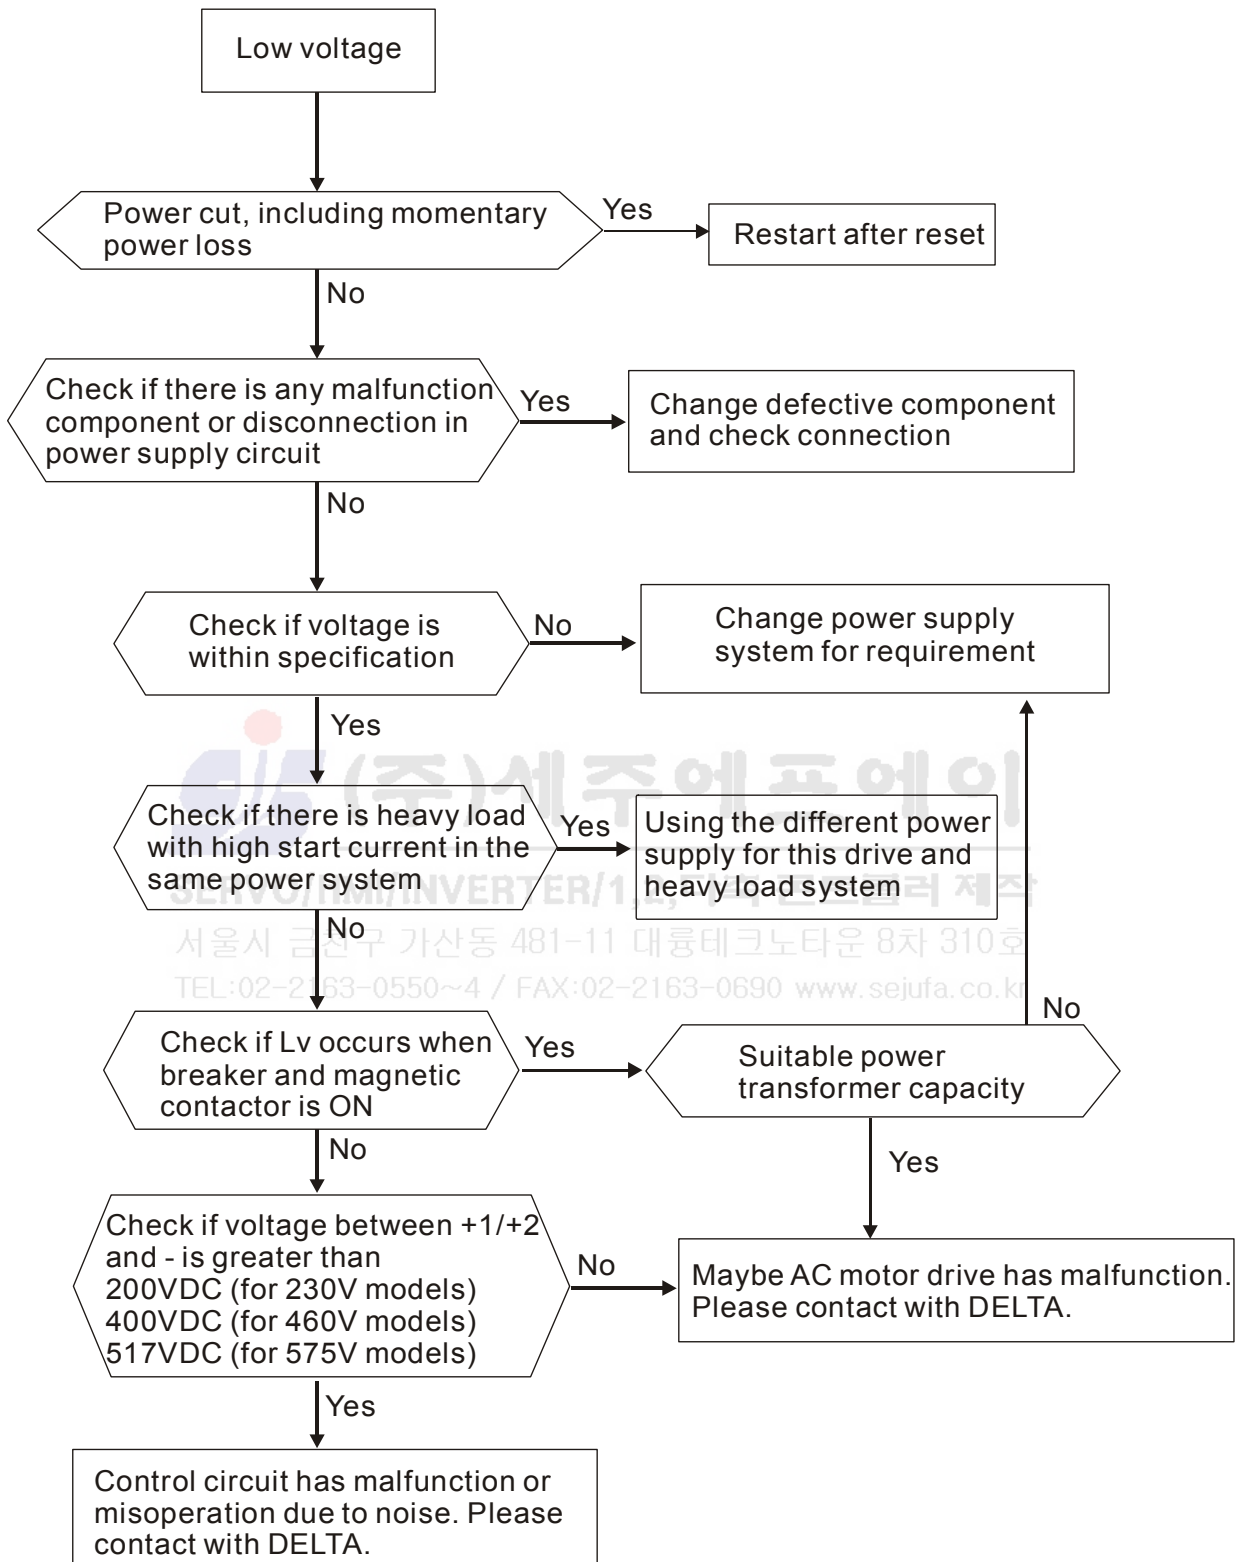 Low voltage
Power cut, including momentary
power loss
Yes
Restart after reset
No
Check if there is any malfunction
component or disconnection in
power supply circuit
Yes
Change defective component
and check connection
No
Check if voltage is
within specification
No
Change power supply
system for requirement
Yes
(주)세주에프에이
Check if there is heavy load
with high start current in the
same power system
Yes
Using the different power
supply for this drive and
heavy load system
SERVO/HMI/INVERTER/1,2, 제작
No
서울시 금천구 가산동 481-11 대륭테크노타운 8차 310호
TEL:02-2163-0550~4 / FAX:02-2163-0690 www.sejufa.co.kr
No
Check if Lv occurs when
breaker and magnetic
contactor is ON
Yes
Suitable power
transformer capacity
No
Yes
Check if voltage between +1/+2
and - is greater than
200VDC (for 230V models)
400VDC (for 460V models)
517VDC (for 575V models)
No
Maybe AC motor drive has malfunction.
Please contact with DELTA.
Yes
Control circuit has malfunction or
misoperation due to noise. Please
contact with DELTA.